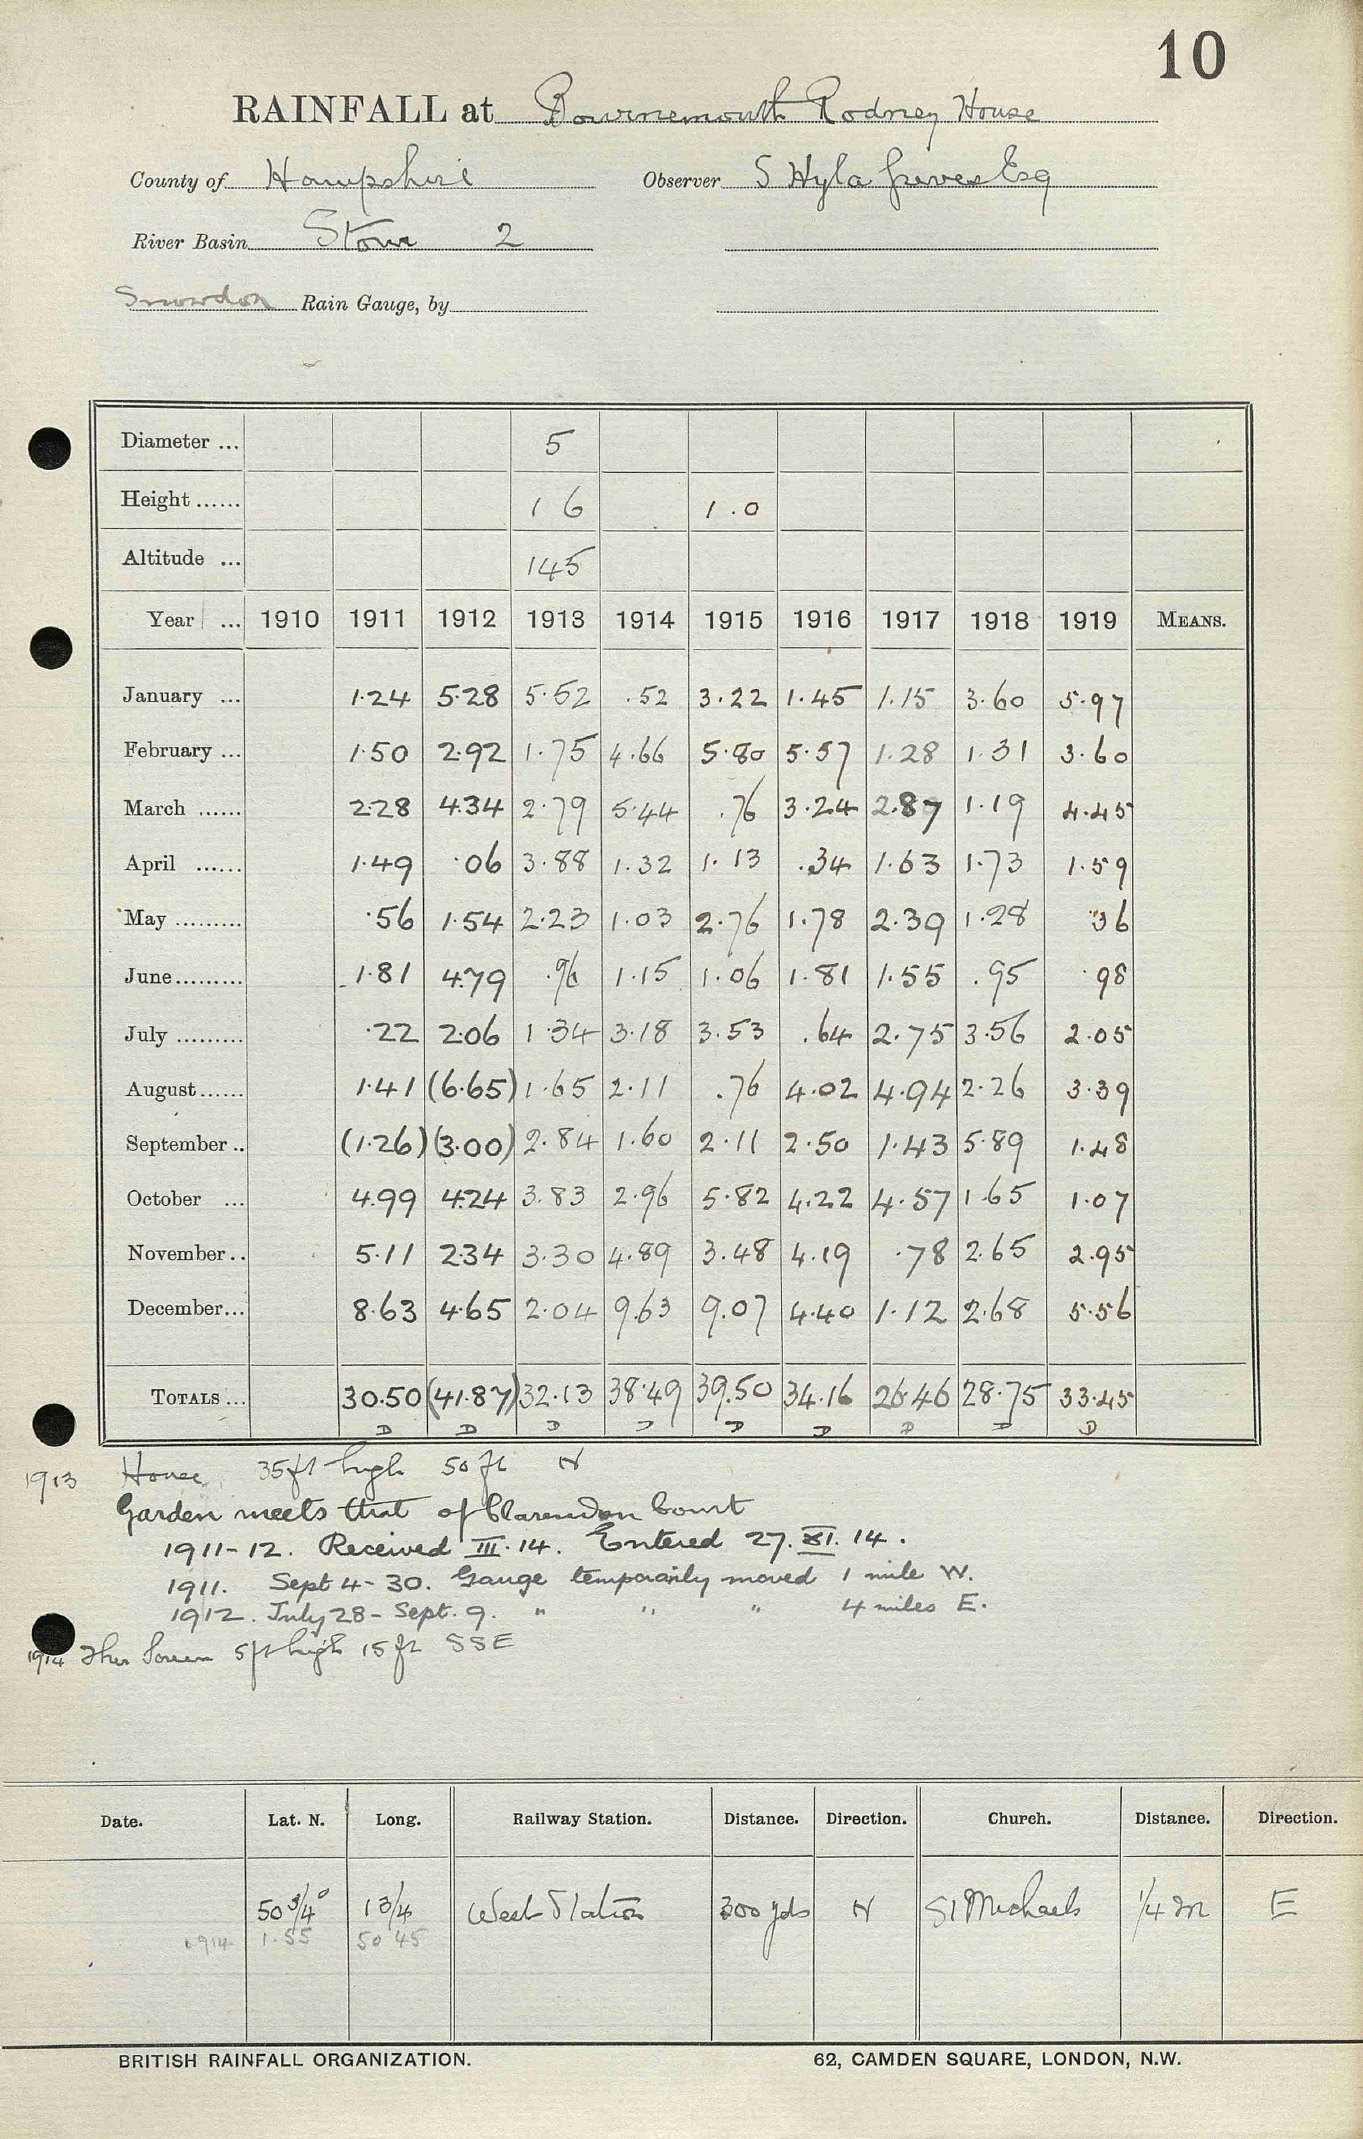 10
RAINFALL at Bournemouth Rodney House
County of Hampshire Observer S Hyla Greves Esq
River Basin Stour 2
Snowdon Rain Gauge, by
Diameter ... 5
Height ...... 1 6 1.0
Altitude ... 145
Year ... 1910 1911 1912 1913 1914 1915 1916 1917 1918 1919 MEANS.
January ... 1.24 5.28 5.52 .52 3.22 1.45 1.15 3.60 5.97
February ... 1.50 2.92 1.75 4.66 5.80 5.57 1.28 1.31 3.60
March ...... 2.28 4.34 2.79 5.44 .76 3.24 2.87 1.19 4.45
April ...... 1.49 .06 3.88 1.32 1.13 .34 1.63 1.73 1.59
May ......... .56 1.54 2.23 1.03 2.76 1.78 2.39 1.28 .36
June......... 1.81 4.79 .96 1.15 1.06 1.81 1.55 .95 .98
July ......... .22 2.06 1.34 3.18 3.53 .64 2.75 3.56 2.05
August...... 1.41 (6.65) 1.65 2.11 .76 4.02 4.94 2.26 3.39
September .. (1.26) (3.00) 2.84 1.60 2.11 2.50 1.43 5.89 1.48
October ... 4.99 4.24 3.83 2.96 5.82 4.22 4.57 1.65 1.07
November .. 5.11 2.34 3.30 4.89 3.48 4.19 .78 2.65 2.95
December... 8.63 4.65 2.04 9.63 9.07 4.40 1.12 2.68 5.56
TOTALS ... 30.50 (41.87) 32.13 38.49 39.50 34.16 26.46 28.75 33.45
D D D D D D D D D
1913 House 35ft high 50 ft N
Garden meets that of Clarendon Court
1911-12. Received III.14. Entered 27.XI.14.
1911. Sept 4-30. Gauge temporarily moved 1 mile W.
1912. July 28-Sept. 9. " " " 4 miles E.
1914 Ther Screen 5ft high 15 ft SSE
Date. Lat. N. Long. Railway Station. Distance. Direction. Church. Distance. Direction.
50 3/4° 1 3/4 West Station 300 yds N St Michaels 1/4 m E
1914 1.55 50 45
BRITISH RAINFALL ORGANIZATION. 62, CAMDEN SQUARE, LONDON, N.W.